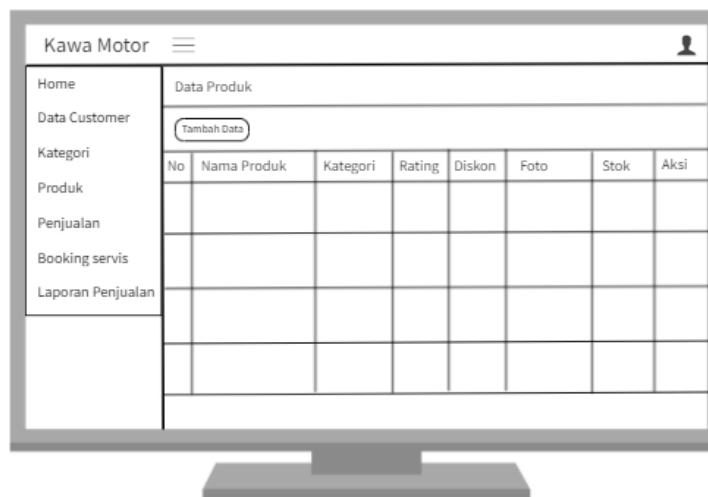 Kawa Motor
Home
Data Customer
Kategori
Produk
Penjualan
Booking servis
Laporan Penjualan
Data Produk
Tambah Data
No Nama Produk Kategori Rating Diskon Foto Stok Aksi